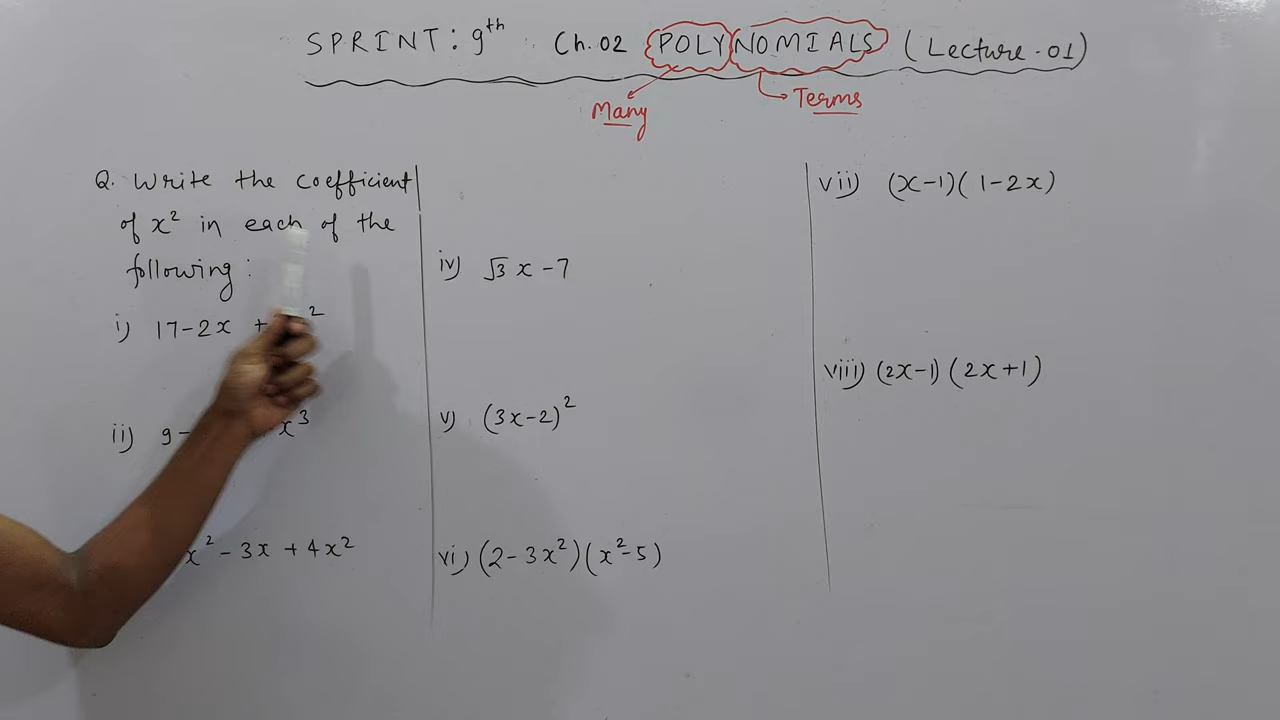 SPRINT: 9th Ch. 02 POLYNOMIALS (Lecture-01)
Many
Terms
Q. Write the coefficient
of x² in each of the
following:
i) 17-2x + ²
ii) 9- x³
x² - 3x + 4x²
iv) √3 x - 7
v) (3x-2)²
vi) (2-3x²)(x²-5)
vii) (x-1)(1-2x)
viii) (2x-1)(2x+1)